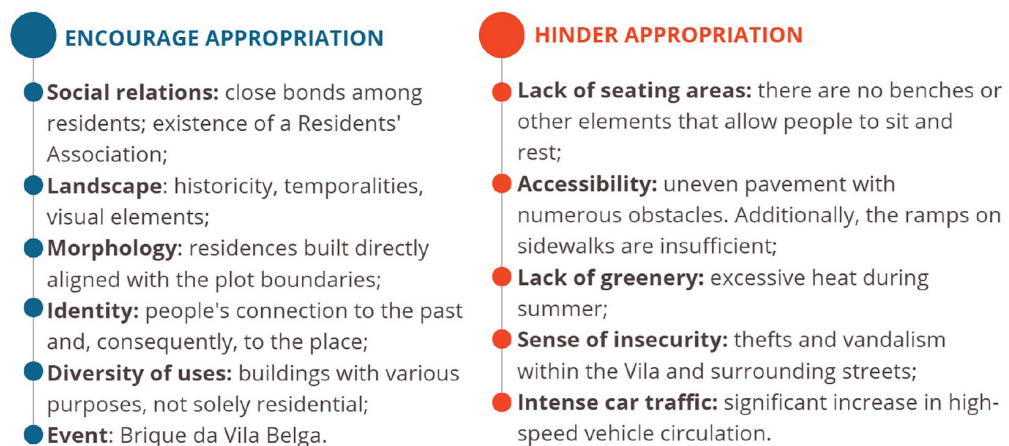 ENCOURAGE APPROPRIATION
Social relations: close bonds among
residents; existence of a Residents'
Association;
Landscape: historicity, temporalities,
visual elements;
Morphology: residences built directly
aligned with the plot boundaries;
Identity: people's connection to the past
and, consequently, to the place;
Diversity of uses: buildings with various
purposes, not solely residential;
Event: Brique da Vila Belga.
HINDER APPROPRIATION
Lack of seating areas: there are no benches or
other elements that allow people to sit and
rest;
Accessibility: uneven pavement with
numerous obstacles. Additionally, the ramps on
sidewalks are insufficient;
Lack of greenery: excessive heat during
summer;
Sense of insecurity: thefts and vandalism
within the Vila and surrounding streets;
Intense car traffic: significant increase in high-
speed vehicle circulation.